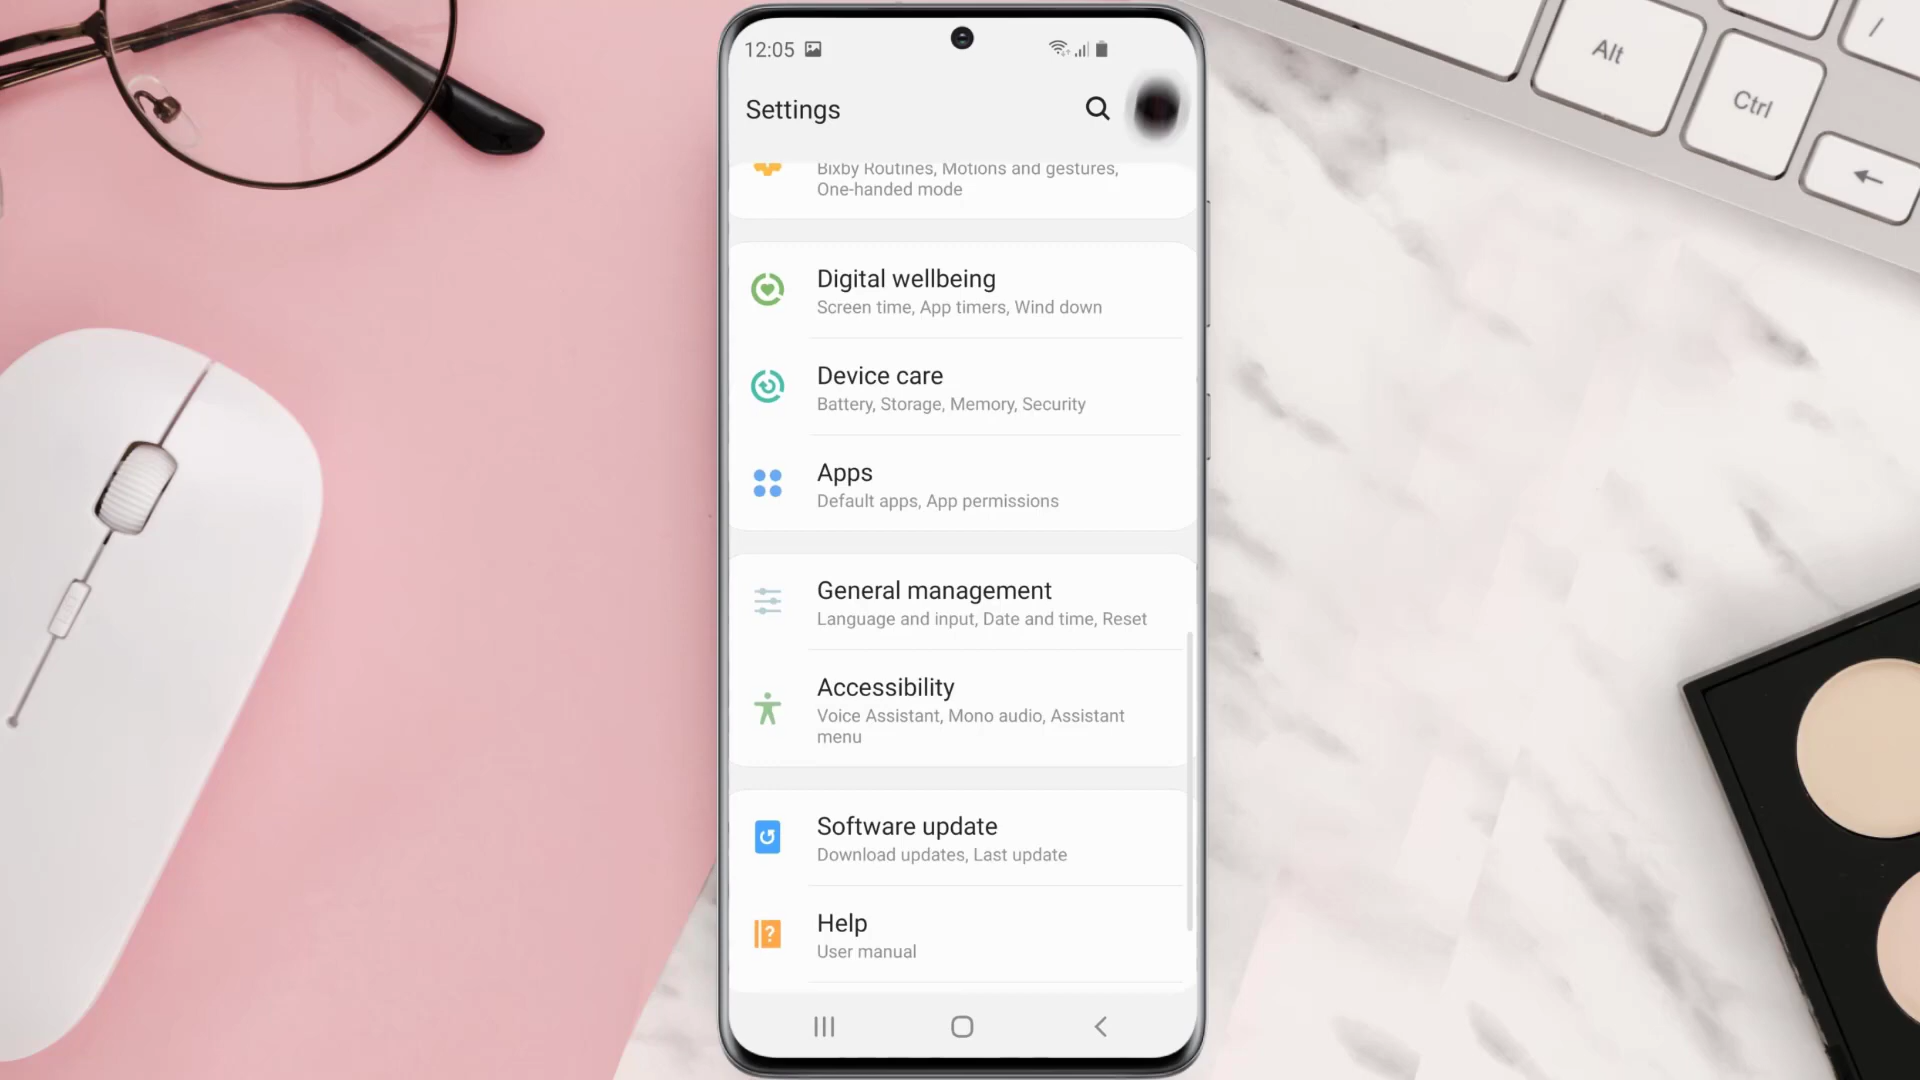 12:05
Settings
Bixby Routines, Motions and gestures,
One-handed mode
Digital wellbeing
Screen time, App timers, Wind down
Device care
Battery, Storage, Memory, Security
Apps
Default apps, App permissions
General management
Language and input, Date and time, Reset
Accessibility
Voice Assistant, Mono audio, Assistant
menu
Software update
Download updates, Last update
?
Help
User manual
Alt
Ctrl
/